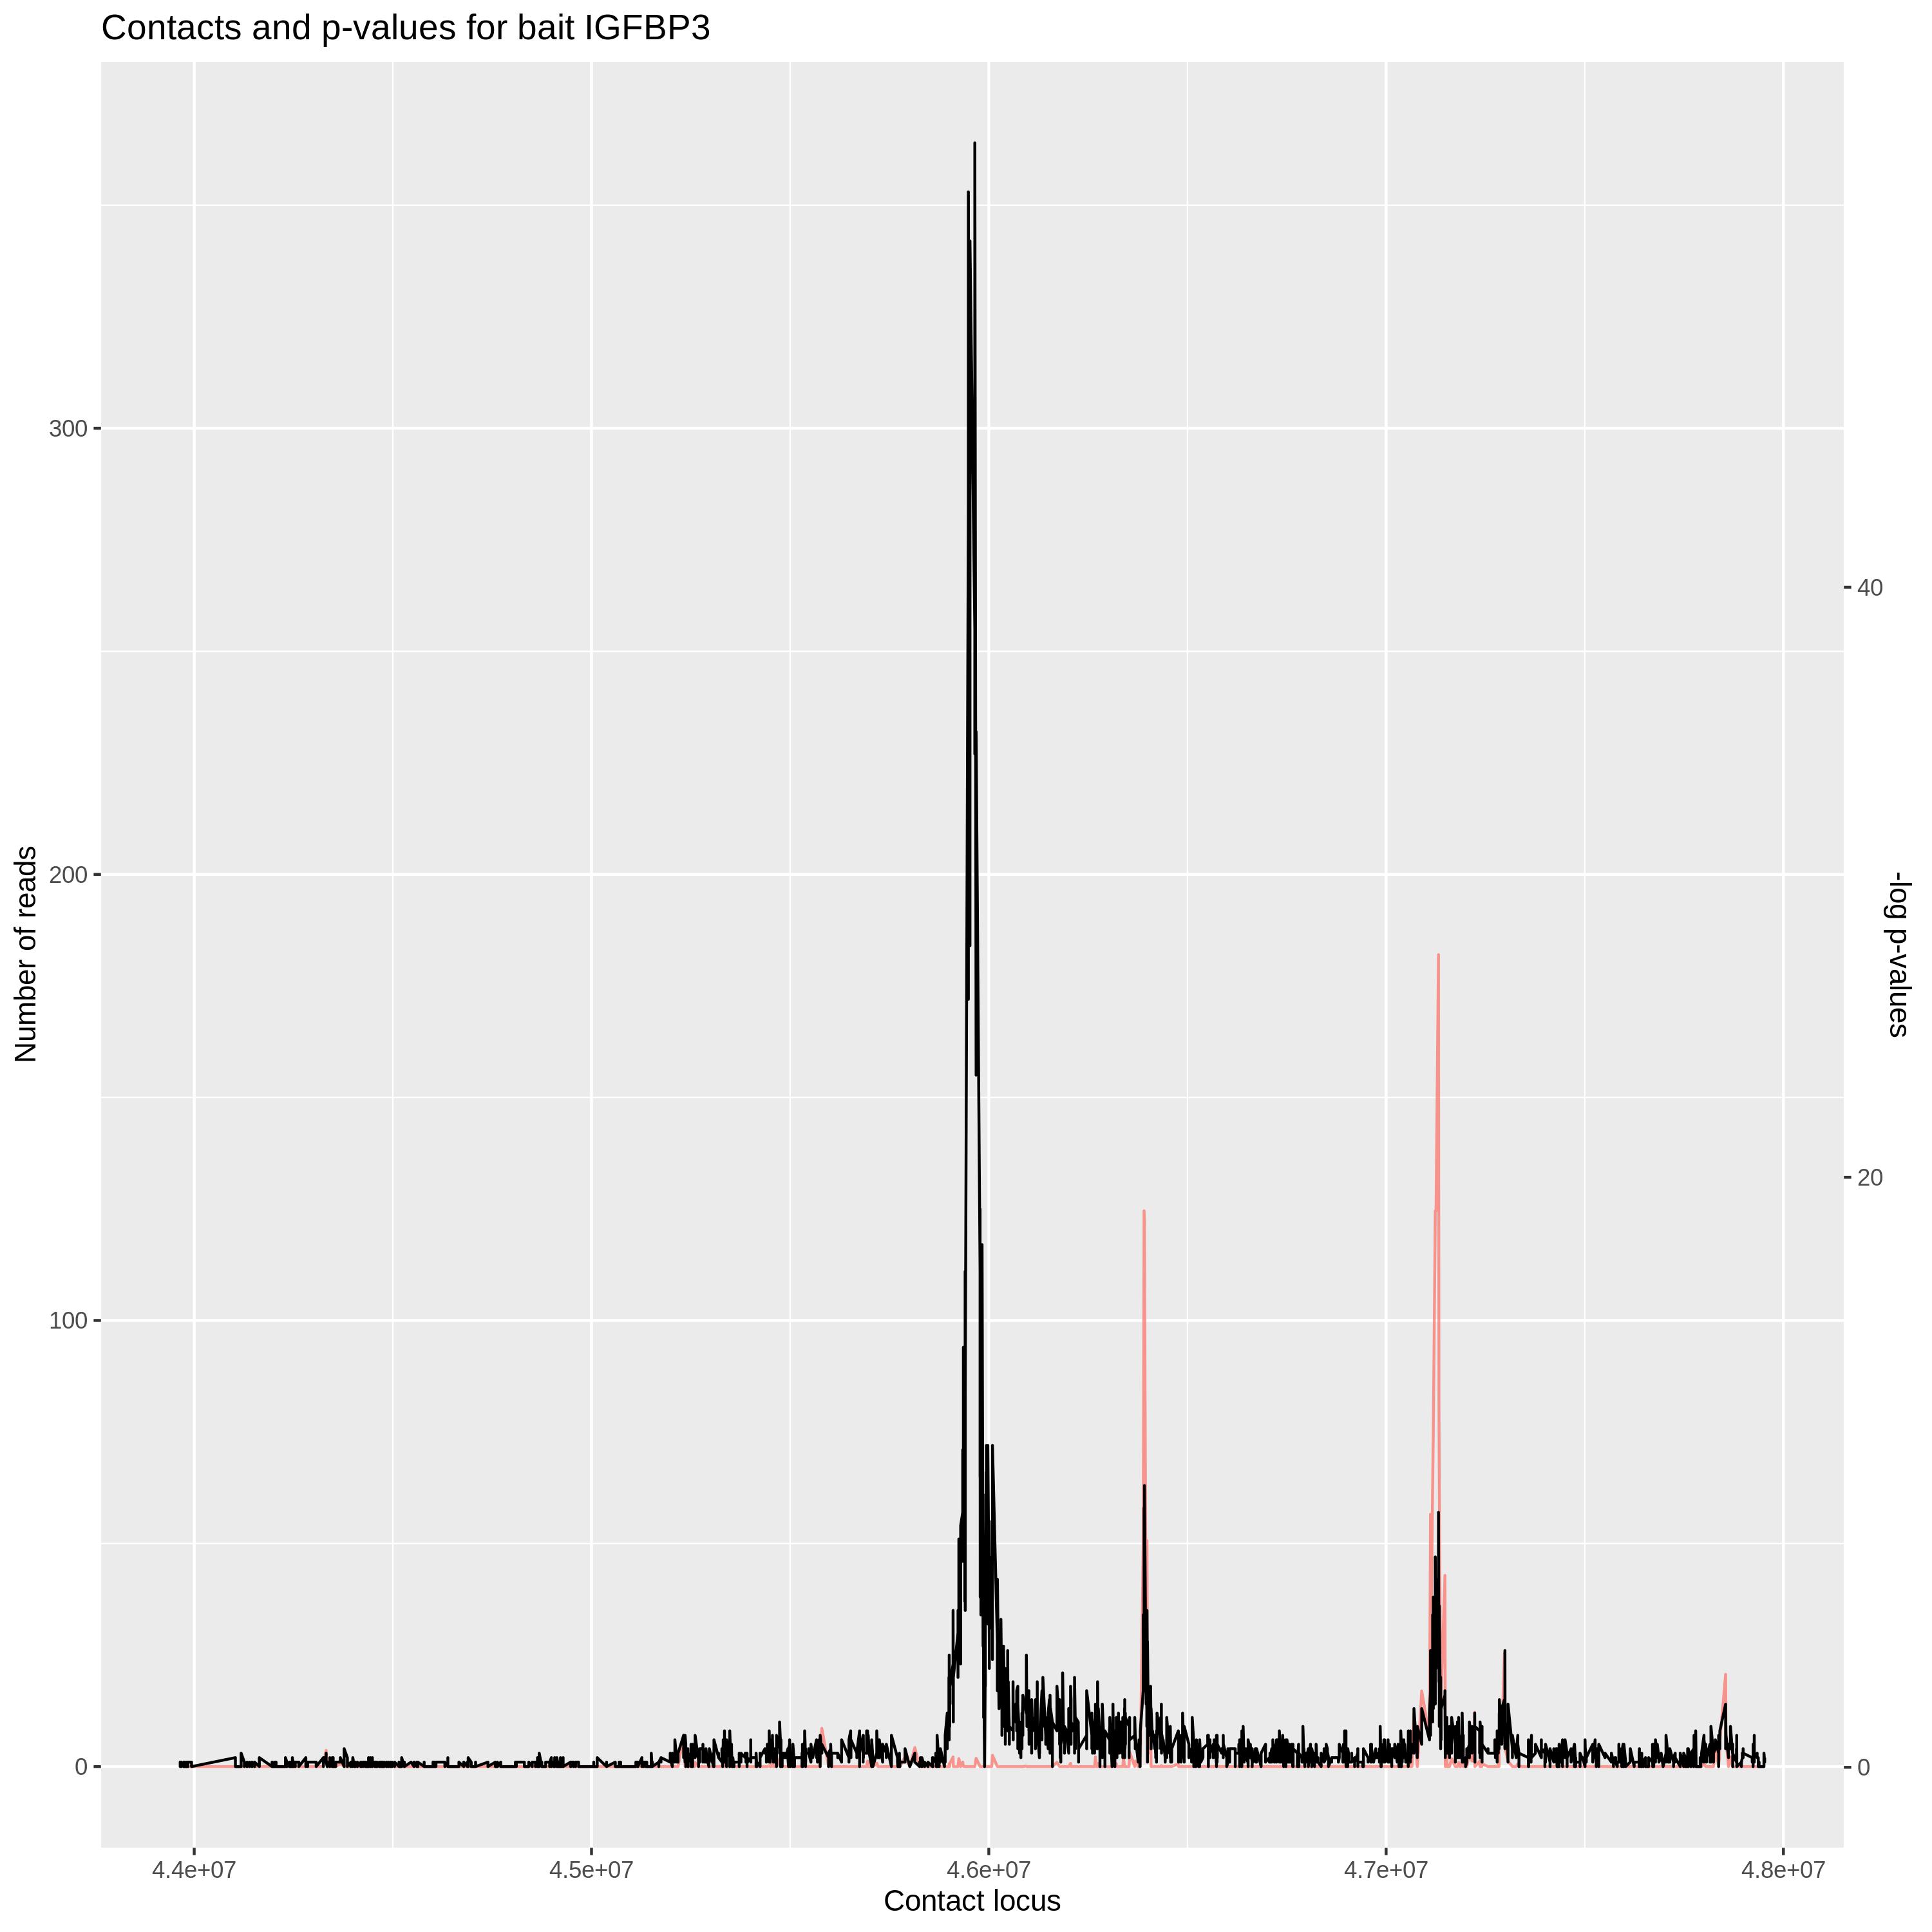 Contacts and p-values for bait IGFBP3
Number of reads
300
200
100
0
40
20
0
-log p-values
4.4e+07
4.5e+07
4.6e+07
4.7e+07
4.8e+07
Contact locus